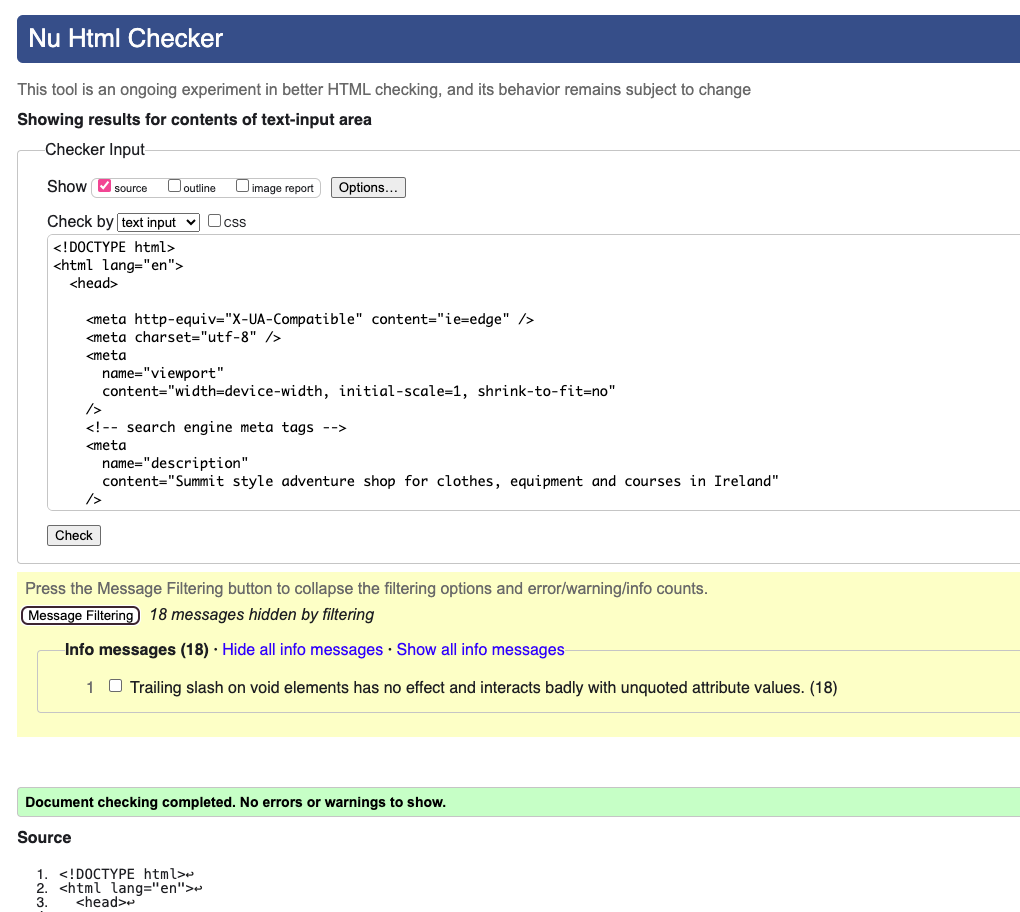 Nu Html Checker
This tool is an ongoing experiment in better HTML checking, and its behavior remains subject to change
Showing results for contents of text-input area
Checker Input
Show source outline image report Options...
Check by text input CSS
<!DOCTYPE html>
<html lang="en">
  <head>

    <meta http-equiv="X-UA-Compatible" content="ie=edge" />
    <meta charset="utf-8" />
    <meta
      name="viewport"
      content="width=device-width, initial-scale=1, shrink-to-fit=no"
    />
    <!-- search engine meta tags -->
    <meta
      name="description"
      content="Summit style adventure shop for clothes, equipment and courses in Ireland"
    />
Check
Press the Message Filtering button to collapse the filtering options and error/warning/info counts.
Message Filtering 18 messages hidden by filtering
Info messages (18) · Hide all info messages · Show all info messages
1 Trailing slash on void elements has no effect and interacts badly with unquoted attribute values. (18)
Document checking completed. No errors or warnings to show.
Source
1. <!DOCTYPE html>↩
2. <html lang="en">↩
3.   <head>↩